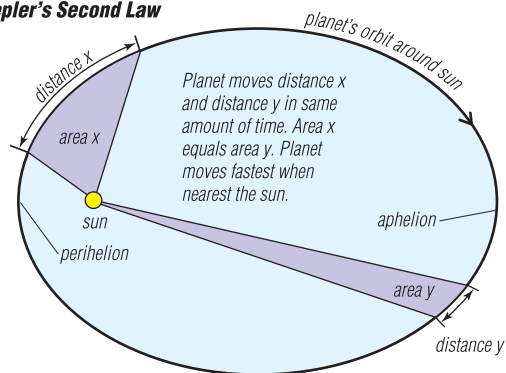 epler's Second Law
planet's orbit around sun
distance x
Planet moves distance x
and distance y in same
amount of time. Area x
equals area y. Planet
moves fastest when
nearest the sun.
area x
sun
aphelion
perihelion
area y
distance y